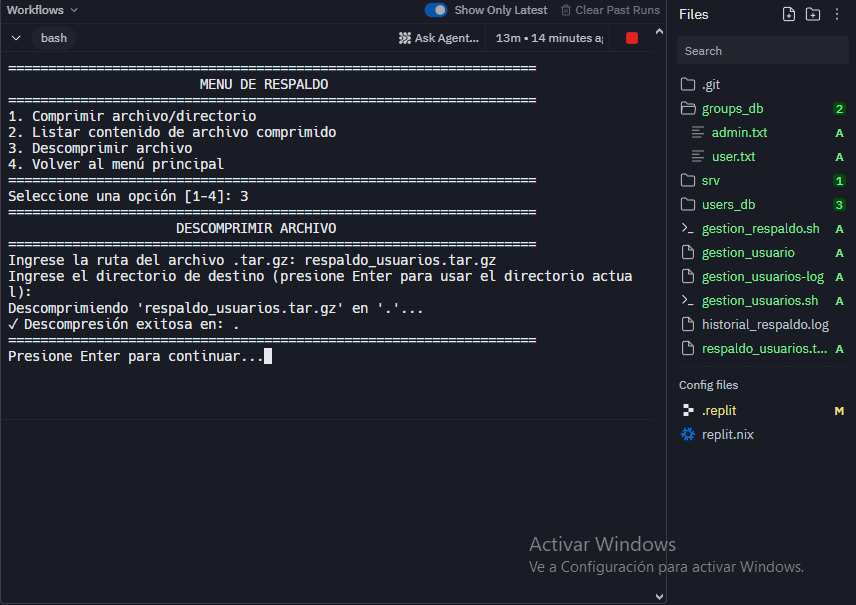 Workflows
Show Only Latest
Clear Past Runs
bash
Ask Agent...
13m • 14 minutes a
================================================================
MENU DE RESPALDO
================================================================
1. Comprimir archivo/directorio
2. Listar contenido de archivo comprimido
3. Descomprimir archivo
4. Volver al menú principal
================================================================
Seleccione una opción [1-4]: 3
================================================================
DESCOMPRIMIR ARCHIVO
================================================================
Ingrese la ruta del archivo .tar.gz: respaldo_usuarios.tar.gz
Ingrese el directorio de destino (presione Enter para usar el directorio actua
l):
Descomprimiendo 'respaldo_usuarios.tar.gz' en '.'...
✓ Descompresión exitosa en: .
================================================================
Presione Enter para continuar...
Files
Search
.git
groups_db 2
admin.txt A
user.txt A
srv 1
users_db 3
gestion_respaldo.sh A
gestion_usuario A
gestion_usuarios-log A
gestion_usuarios.sh A
historial_respaldo.log
respaldo_usuarios.t... A
Config files
.replit M
replit.nix
Activar Windows
Ve a Configuración para activar Windows.